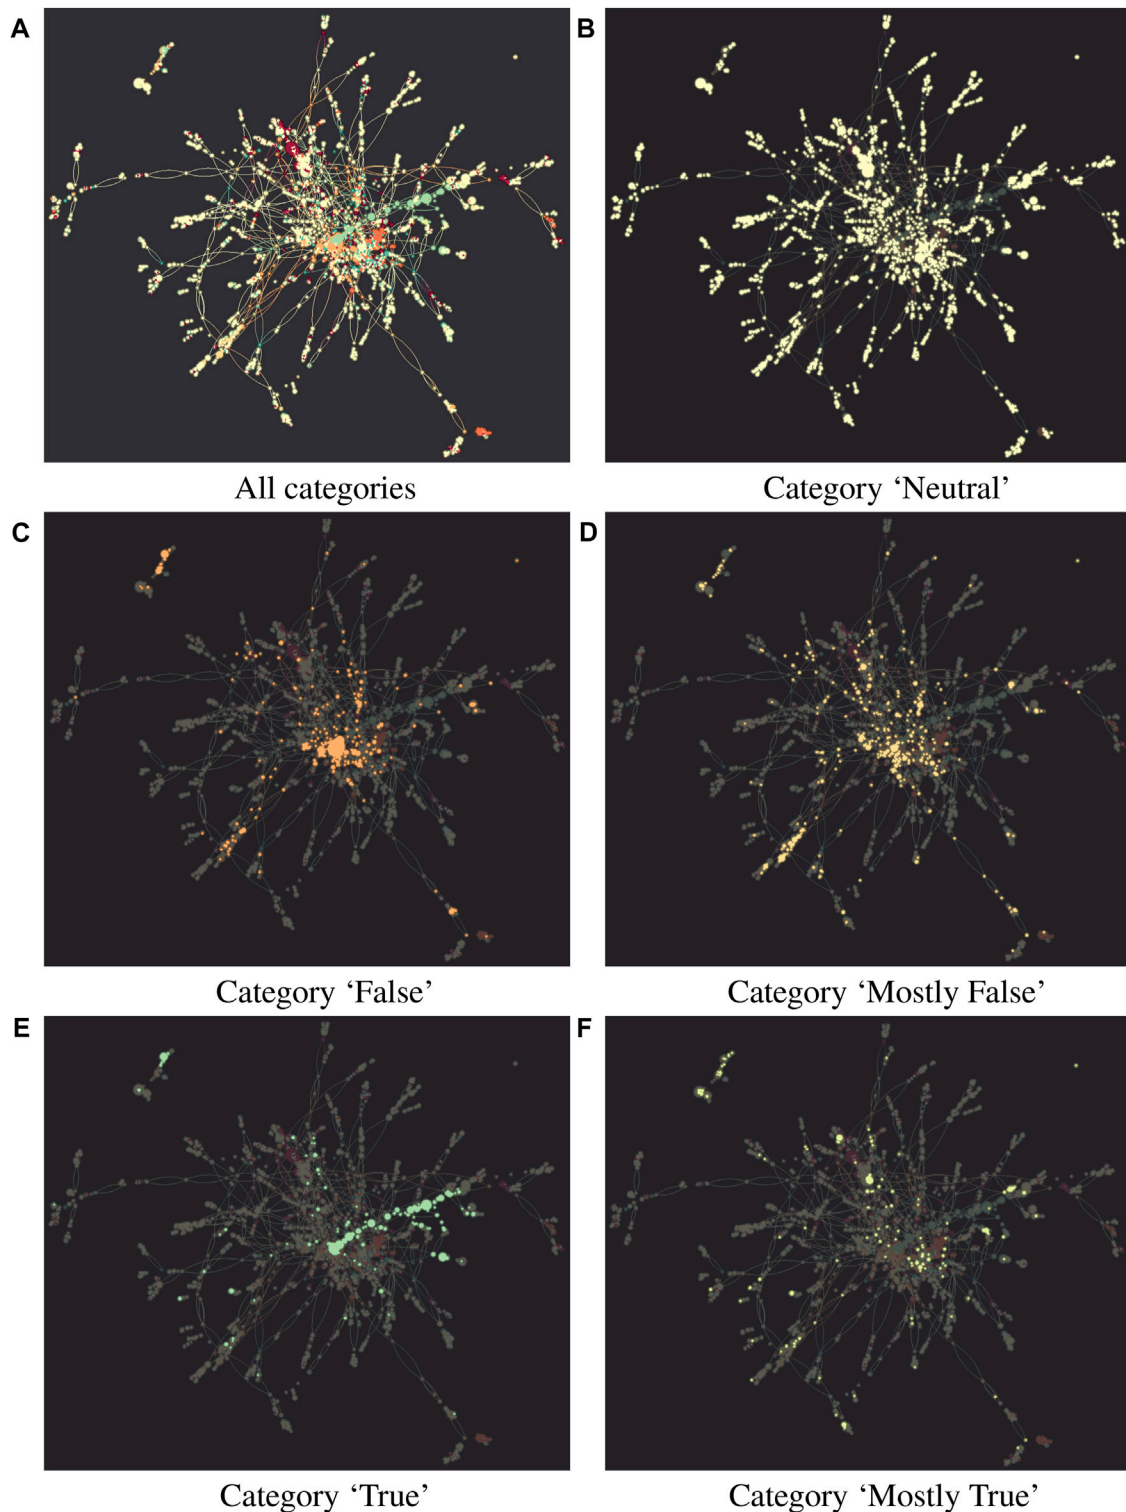 A
B
All categories
Category ‘Neutral’
C
D
Category ‘False’
Category ‘Mostly False’
E
F
Category ‘True’
Category ‘Mostly True’